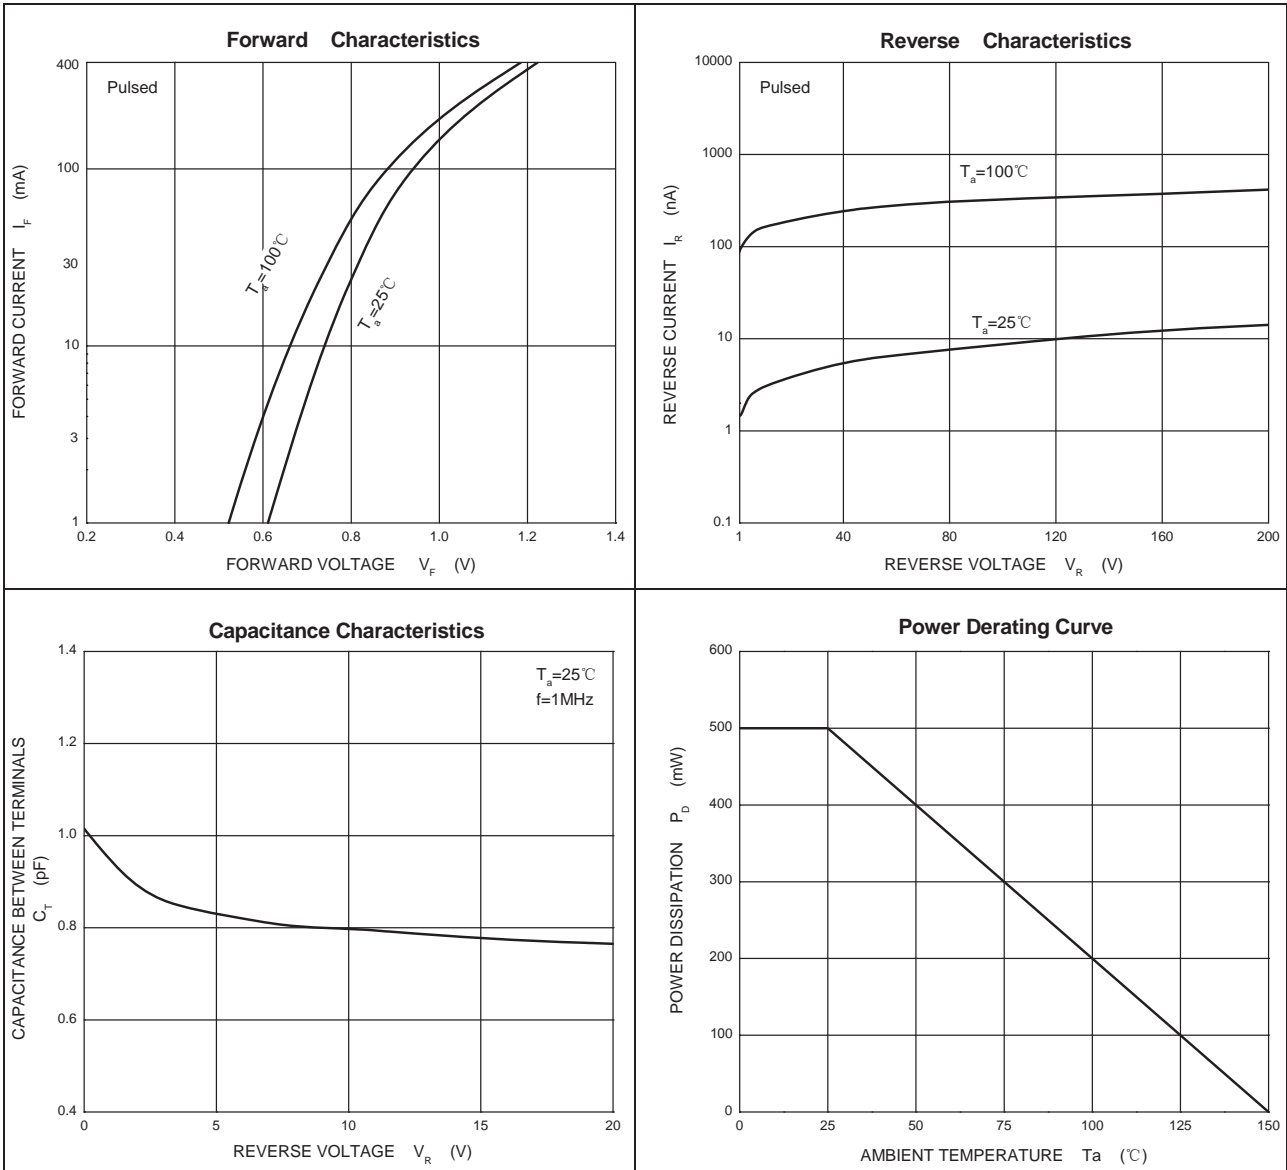 Forward Characteristics
400
Pulsed
100
30
10
3
1
FORWARD CURRENT I_F (mA)
T_a=100℃
T_a=25℃
0.2 0.4 0.6 0.8 1.0 1.2 1.4
FORWARD VOLTAGE V_F (V)
Reverse Characteristics
10000
Pulsed
1000
100
10
1
0.1
REVERSE CURRENT I_R (nA)
T_a=100℃
T_a=25℃
1 40 80 120 160 200
REVERSE VOLTAGE V_R (V)
Capacitance Characteristics
1.4
T_a=25℃
f=1MHz
1.2
1.0
0.8
0.6
0.4
CAPACITANCE BETWEEN TERMINALS
C_T (pF)
0 5 10 15 20
REVERSE VOLTAGE V_R (V)
Power Derating Curve
600
500
400
300
200
100
0
POWER DISSIPATION P_D (mW)
0 25 50 75 100 125 150
AMBIENT TEMPERATURE Ta (℃)